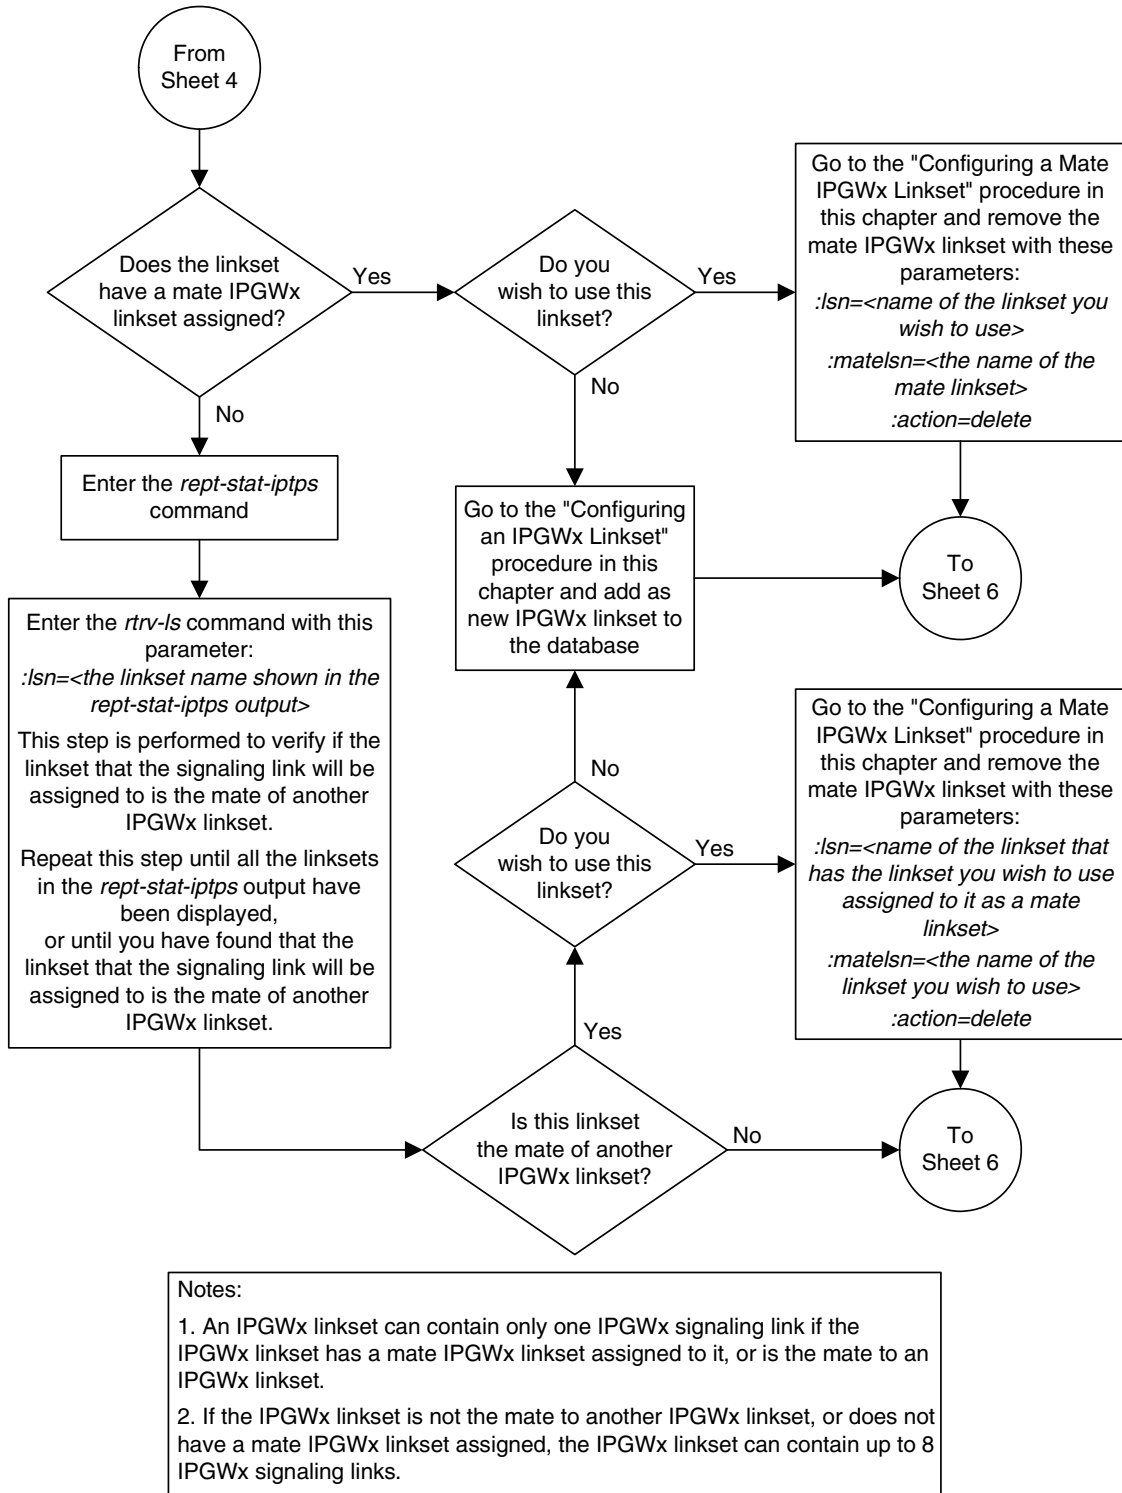 From
Sheet 4
Does the linkset
have a mate IPGWx
linkset assigned?
Yes
No
Do you
wish to use this
linkset?
Yes
No
Go to the "Configuring a Mate
IPGWx Linkset" procedure in
this chapter and remove the
mate IPGWx linkset with these
parameters:
:lsn=<name of the linkset you
wish to use>
:matelsn=<the name of the
mate linkset>
:action=delete
Enter the rept-stat-iptps
command
Go to the "Configuring
an IPGWx Linkset"
procedure in this
chapter and add as
new IPGWx linkset to
the database
To
Sheet 6
Enter the rtrv-ls command with this
parameter:
:lsn=<the linkset name shown in the
rept-stat-iptps output>
This step is performed to verify if the
linkset that the signaling link will be
assigned to is the mate of another
IPGWx linkset.
Repeat this step until all the linksets
in the rept-stat-iptps output have
been displayed,
or until you have found that the
linkset that the signaling link will be
assigned to is the mate of another
IPGWx linkset.
No
Do you
wish to use this
linkset?
Yes
Go to the "Configuring a Mate
IPGWx Linkset" procedure in
this chapter and remove the
mate IPGWx linkset with these
parameters:
:lsn=<name of the linkset that
has the linkset you wish to use
assigned to it as a mate
linkset>
:matelsn=<the name of the
linkset you wish to use>
:action=delete
Yes
Is this linkset
the mate of another
IPGWx linkset?
No
To
Sheet 6
Notes:
1. An IPGWx linkset can contain only one IPGWx signaling link if the
IPGWx linkset has a mate IPGWx linkset assigned to it, or is the mate to an
IPGWx linkset.
2. If the IPGWx linkset is not the mate to another IPGWx linkset, or does not
have a mate IPGWx linkset assigned, the IPGWx linkset can contain up to 8
IPGWx signaling links.